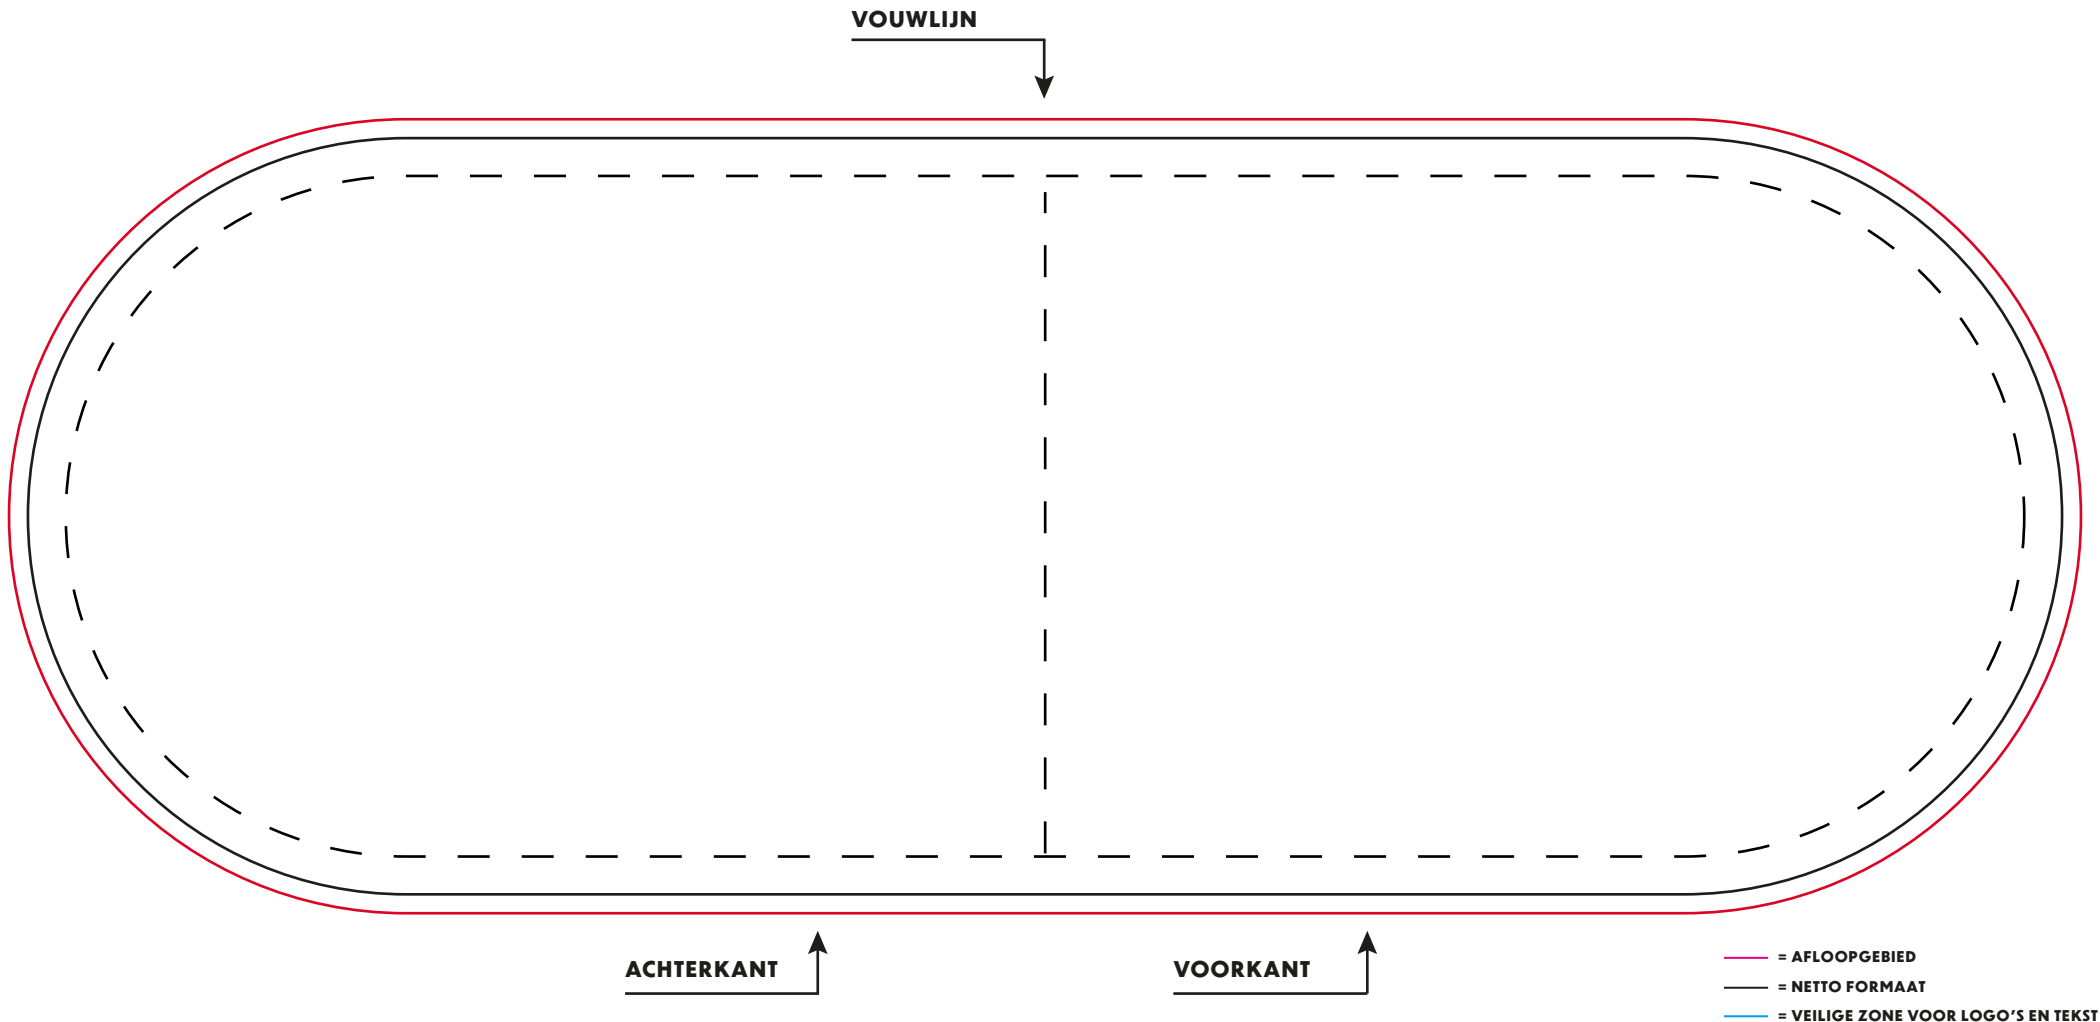 VOUWLIJN
ACHTERKANT
VOORKANT
= AFLOOPGEBIED
= NETTO FORMAAT
= VEILIGE ZONE VOOR LOGO'S EN TEKST